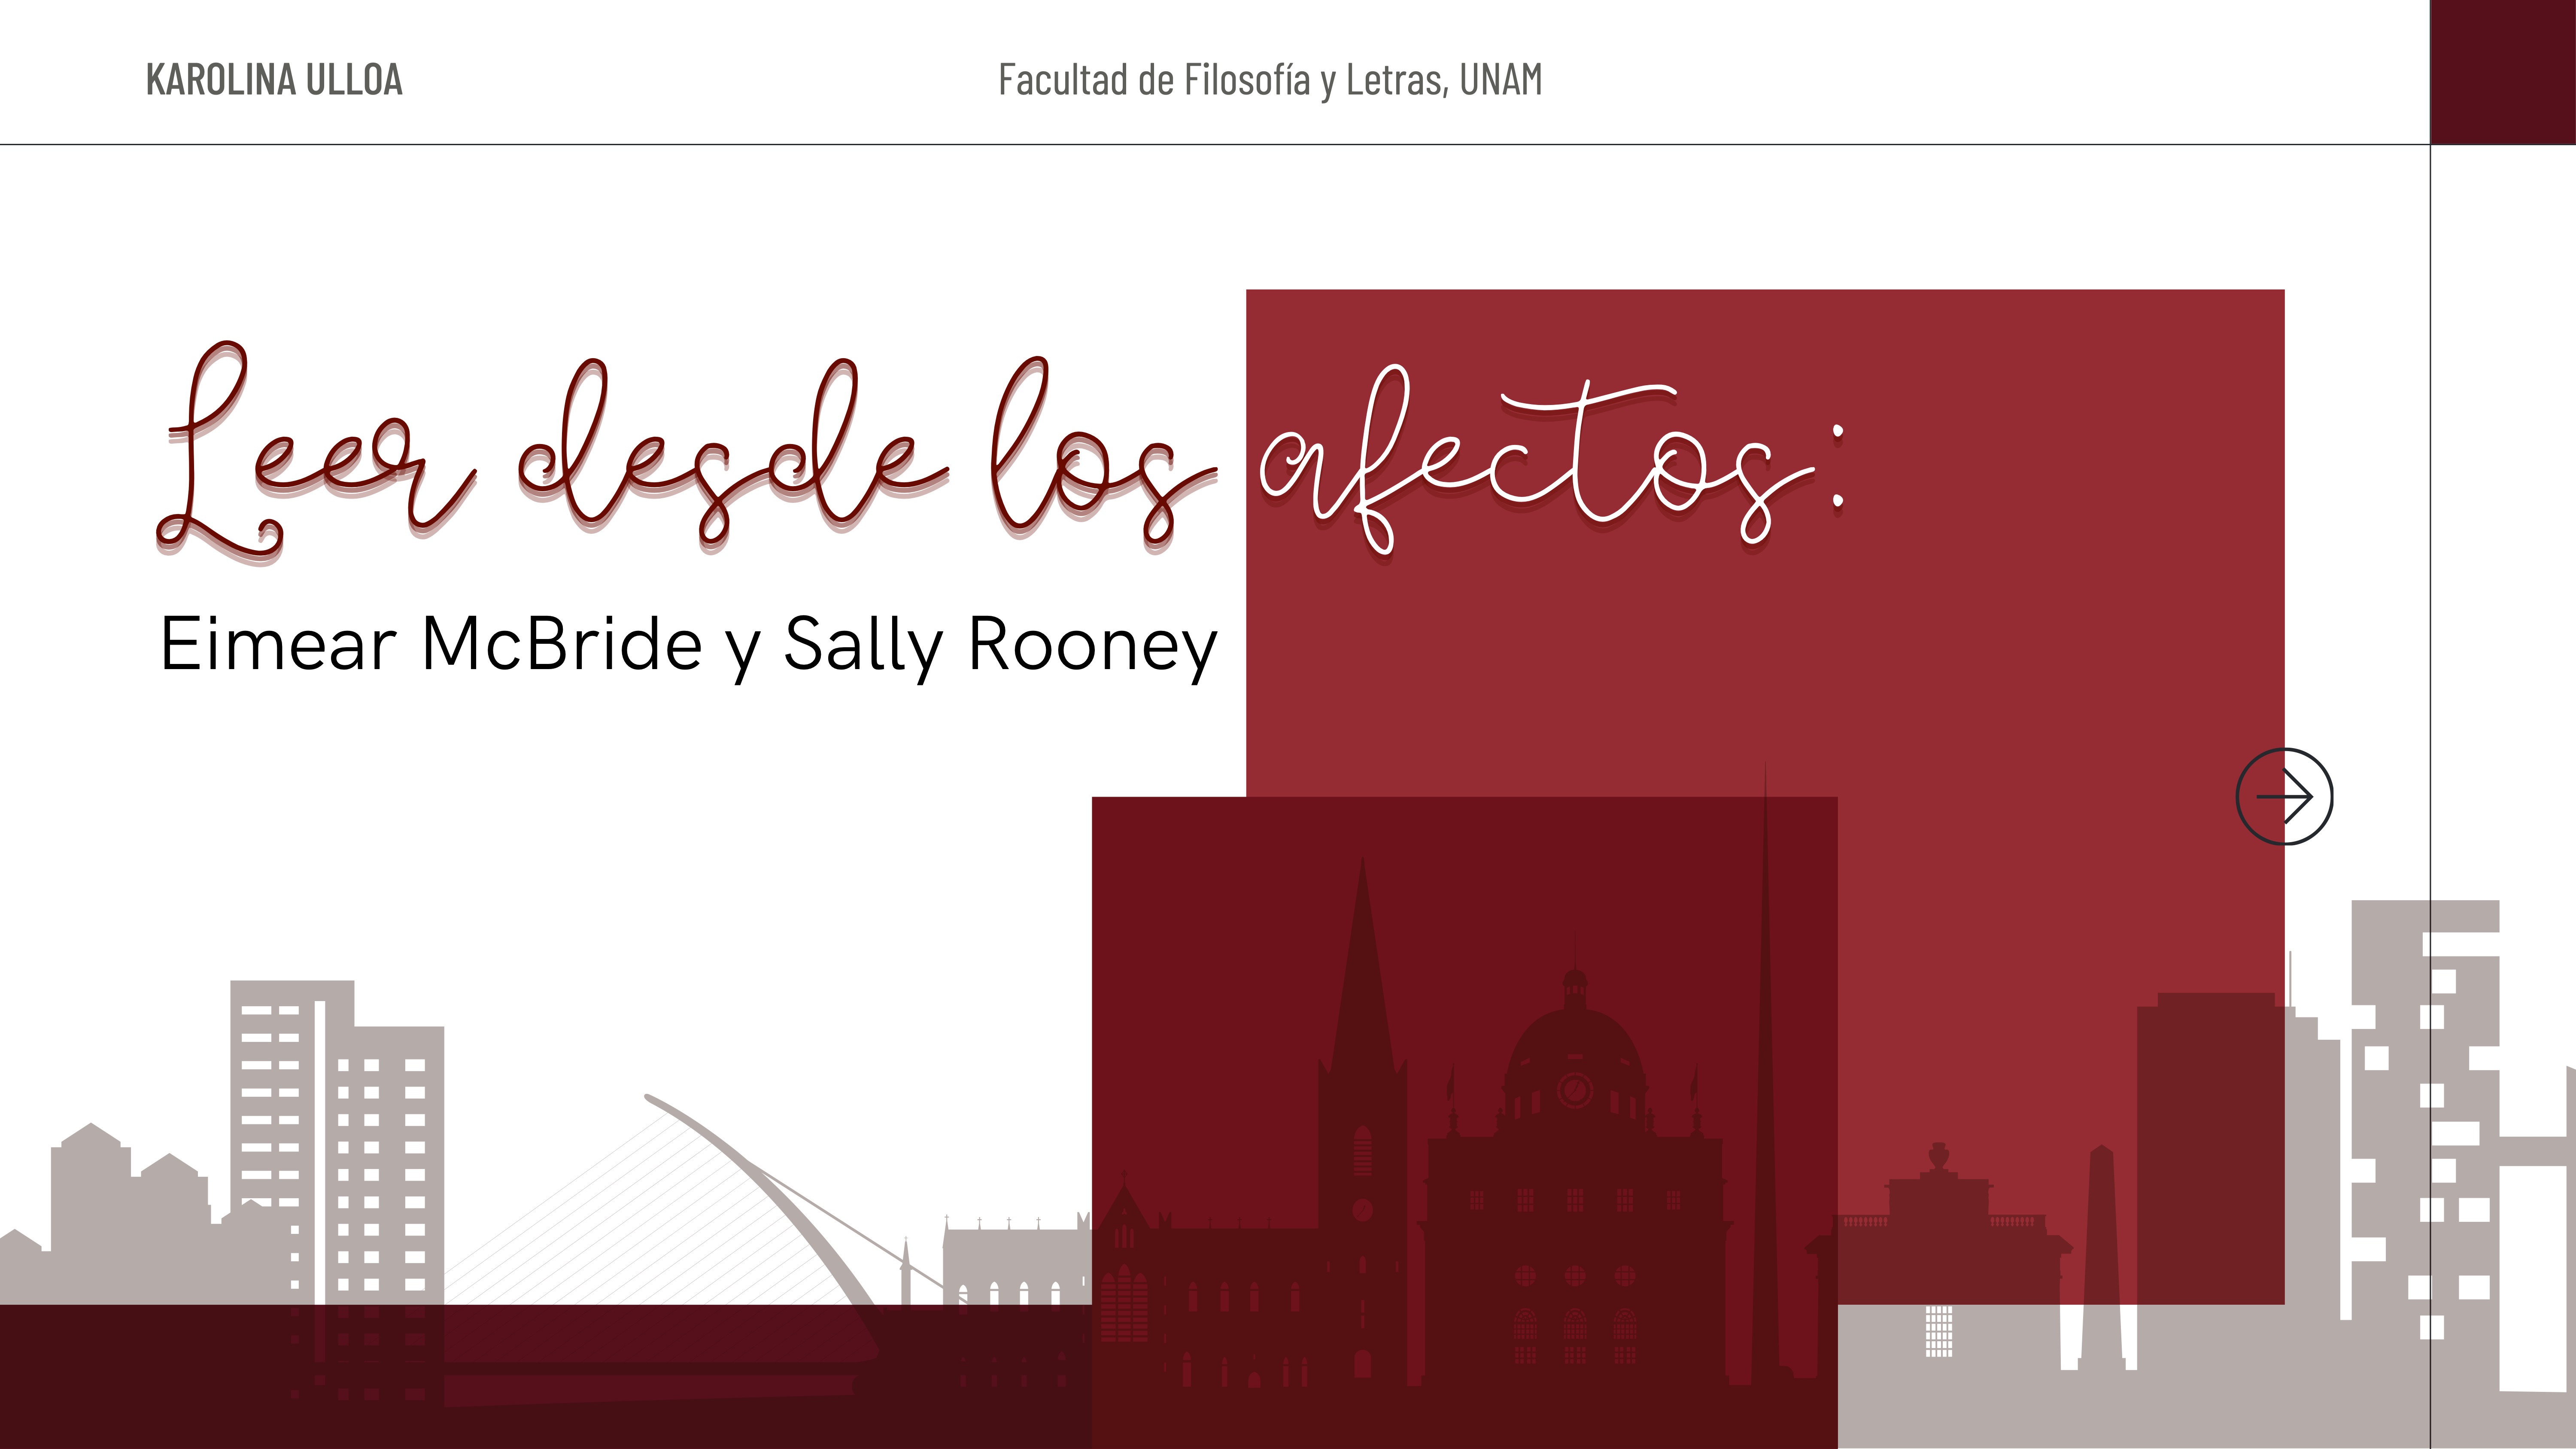 KAROLINA ULLOA
Facultad de Filosofía y Letras, UNAM
Leer desde los afectos:
Eimear McBride y Sally Rooney